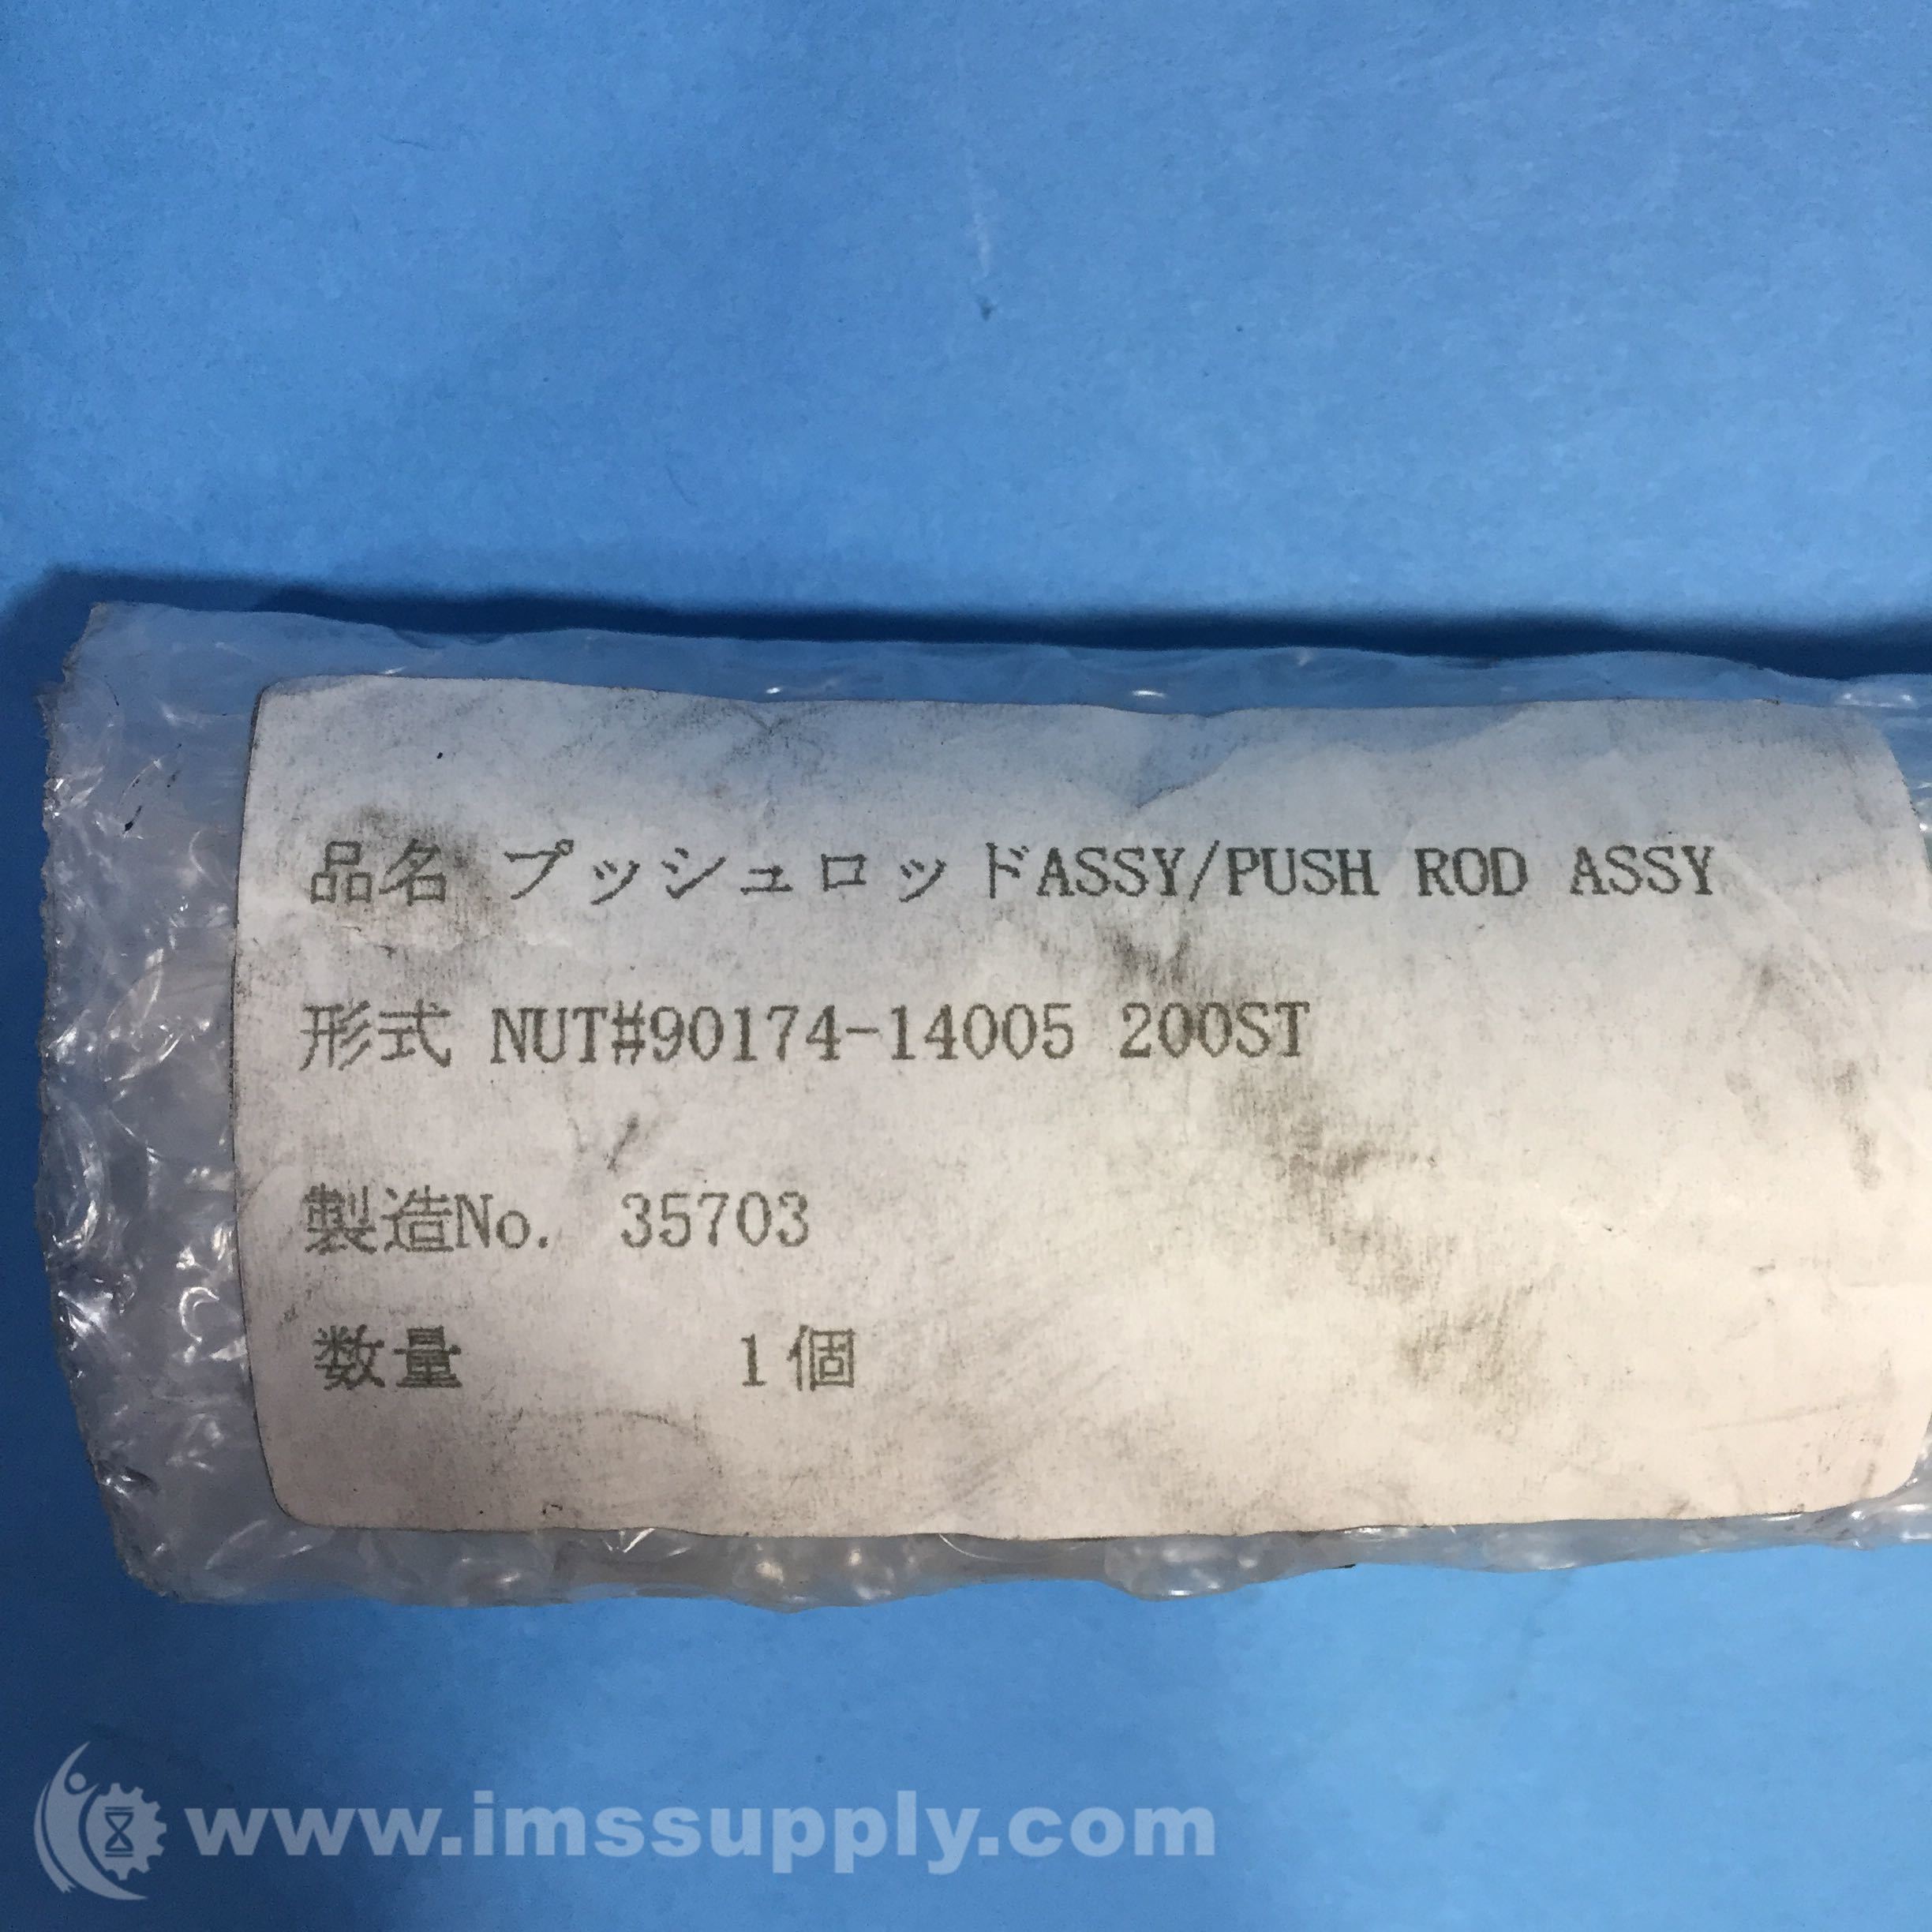 品名 プッシュロッドASSY/PUSH ROD ASSY
形式 NUT#90174-14005 200ST
製造No. 35703
数量 1個
www.imssupply.com